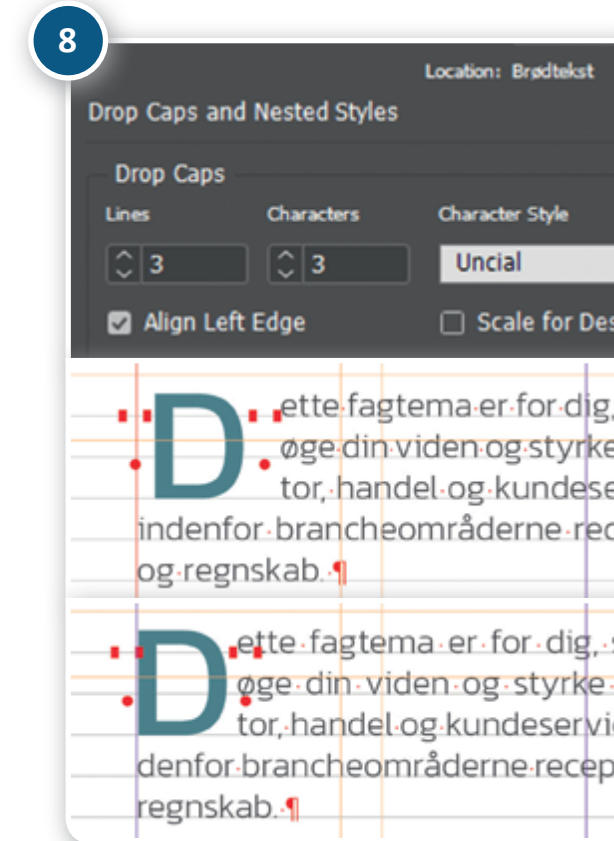 8
Location: Brødtekst
Drop Caps and Nested Styles
Drop Caps
Lines Characters Character Style
3 3 Uncial
Align Left Edge Scale for Des
Dette fagtema er for dig,
øge din viden og styrke
tor, handel og kundese
indenfor brancheområderne rec
og regnskab. ¶
Dette fagtema er for dig, s
øge din viden og styrke
tor, handel og kundeservi
denfor brancheområderne recep
regnskab. ¶